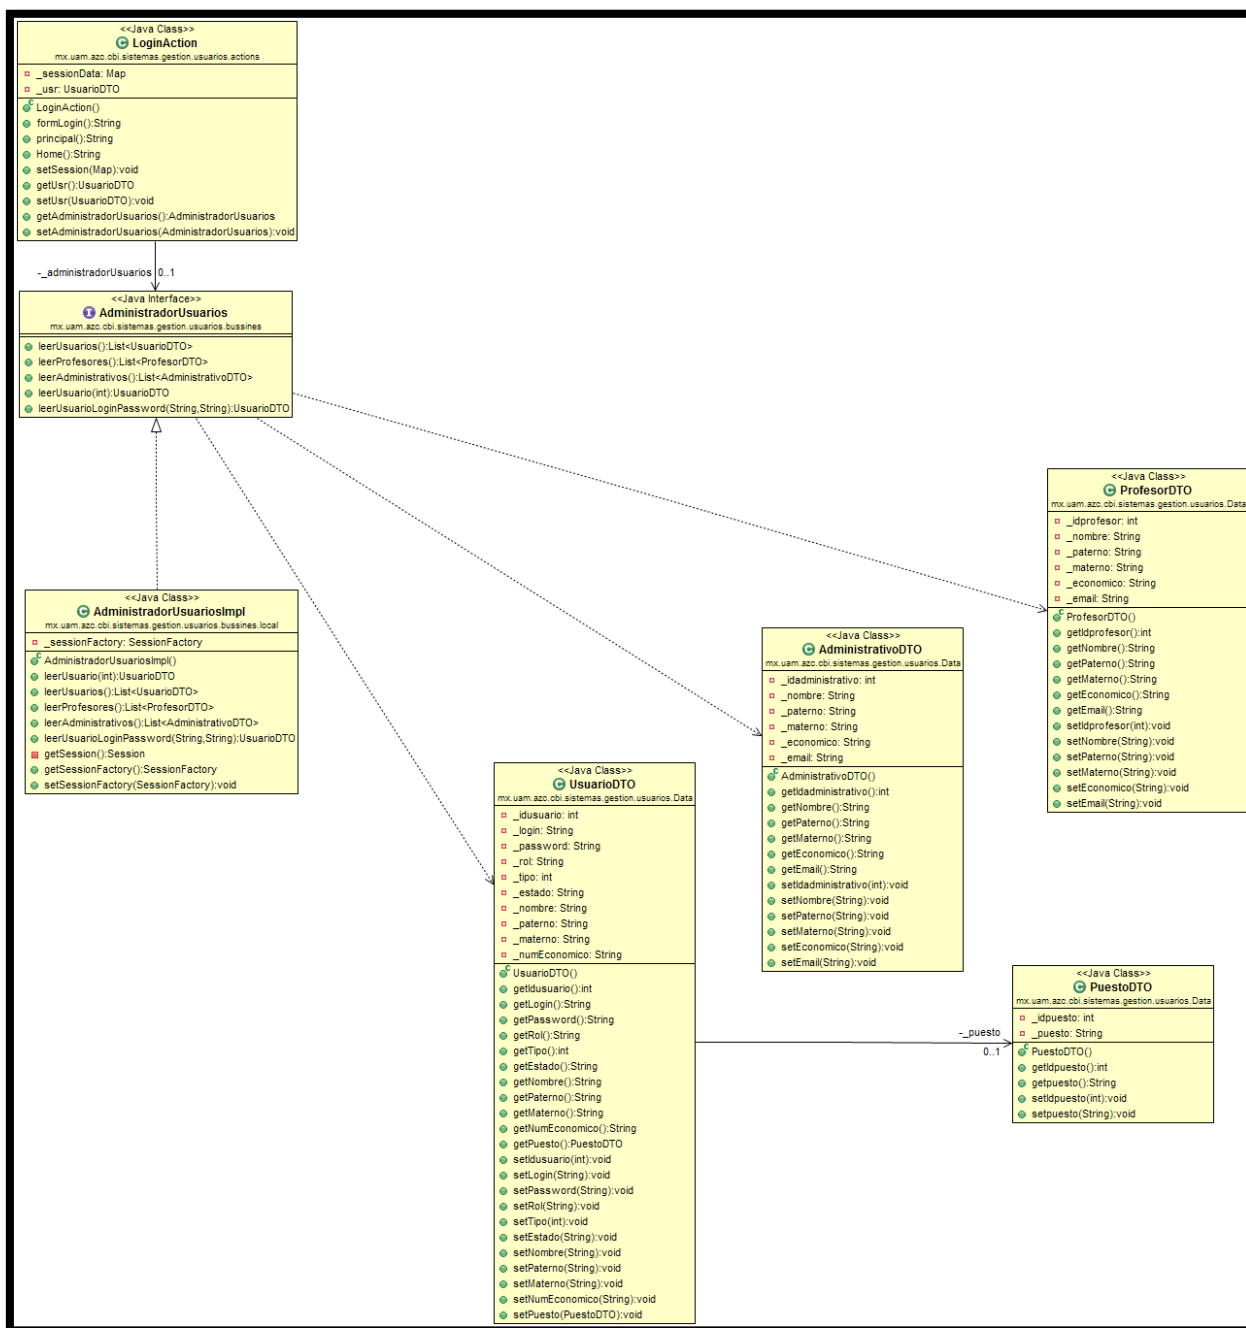 <<Java Class>>
LoginAction
mx.uam.azc.cbi.sistemas.gestion.usuarios.actions
_sessionData: Map
_usr: UsuarioDTO
LoginAction()
formLogin():String
principal():String
Home():String
setSession(Map):void
getUsr():UsuarioDTO
setUsr(UsuarioDTO):void
getAdministradorUsuarios():AdministradorUsuarios
setAdministradorUsuarios(AdministradorUsuarios):void
-_administradorUsuarios 0..1
<<Java Interface>>
AdministradorUsuarios
mx.uam.azc.cbi.sistemas.gestion.usuarios.bussines
leerUsuarios():List<UsuarioDTO>
leerProfesores():List<ProfesorDTO>
leerAdministrativos():List<AdministrativoDTO>
leerUsuario(int):UsuarioDTO
leerUsuarioLoginPassword(String,String):UsuarioDTO
<<Java Class>>
AdministradorUsuariosImpl
mx.uam.azc.cbi.sistemas.gestion.usuarios.bussines.local
_sessionFactory: SessionFactory
AdministradorUsuariosImpl()
leerUsuario(int):UsuarioDTO
leerUsuarios():List<UsuarioDTO>
leerProfesores():List<ProfesorDTO>
leerAdministrativos():List<AdministrativoDTO>
leerUsuarioLoginPassword(String,String):UsuarioDTO
getSession():Session
getSessionFactory():SessionFactory
setSessionFactory(SessionFactory):void
<<Java Class>>
UsuarioDTO
mx.uam.azc.cbi.sistemas.gestion.usuarios.Data
_idusuario: int
_login: String
_password: String
_rol: String
_tipo: int
_estado: String
_nombre: String
_paterno: String
_materno: String
_numEconomico: String
UsuarioDTO()
getIdusuario():int
getLogin():String
getPassword():String
getRol():String
getTipo():int
getEstado():String
getNombre():String
getPaterno():String
getMaterno():String
getNumEconomico():String
getPuesto():PuestoDTO
setIdusuario(int):void
setLogin(String):void
setPassword(String):void
setRol(String):void
setTipo(int):void
setEstado(String):void
setNombre(String):void
setPaterno(String):void
setMaterno(String):void
setNumEconomico(String):void
setPuesto(PuestoDTO):void
<<Java Class>>
AdministrativoDTO
mx.uam.azc.cbi.sistemas.gestion.usuarios.Data
_idadministrativo: int
_nombre: String
_paterno: String
_materno: String
_economico: String
_email: String
AdministrativoDTO()
getIdadministrativo():int
getNombre():String
getPaterno():String
getMaterno():String
getEconomico():String
getEmail():String
setIdadministrativo(int):void
setNombre(String):void
setPaterno(String):void
setMaterno(String):void
setEconomico(String):void
setEmail(String):void
<<Java Class>>
ProfesorDTO
mx.uam.azc.cbi.sistemas.gestion.usuarios.Data
_idprofesor: int
_nombre: String
_paterno: String
_materno: String
_economico: String
_email: String
ProfesorDTO()
getIdprofesor():int
getNombre():String
getPaterno():String
getMaterno():String
getEconomico():String
getEmail():String
setIdprofesor(int):void
setNombre(String):void
setPaterno(String):void
setMaterno(String):void
setEconomico(String):void
setEmail(String):void
-_puesto
0..1
<<Java Class>>
PuestoDTO
mx.uam.azc.cbi.sistemas.gestion.usuarios.Data
_idpuesto: int
_puesto: String
PuestoDTO()
getIdpuesto():int
getpuesto():String
setIdpuesto(int):void
setpuesto(String):void